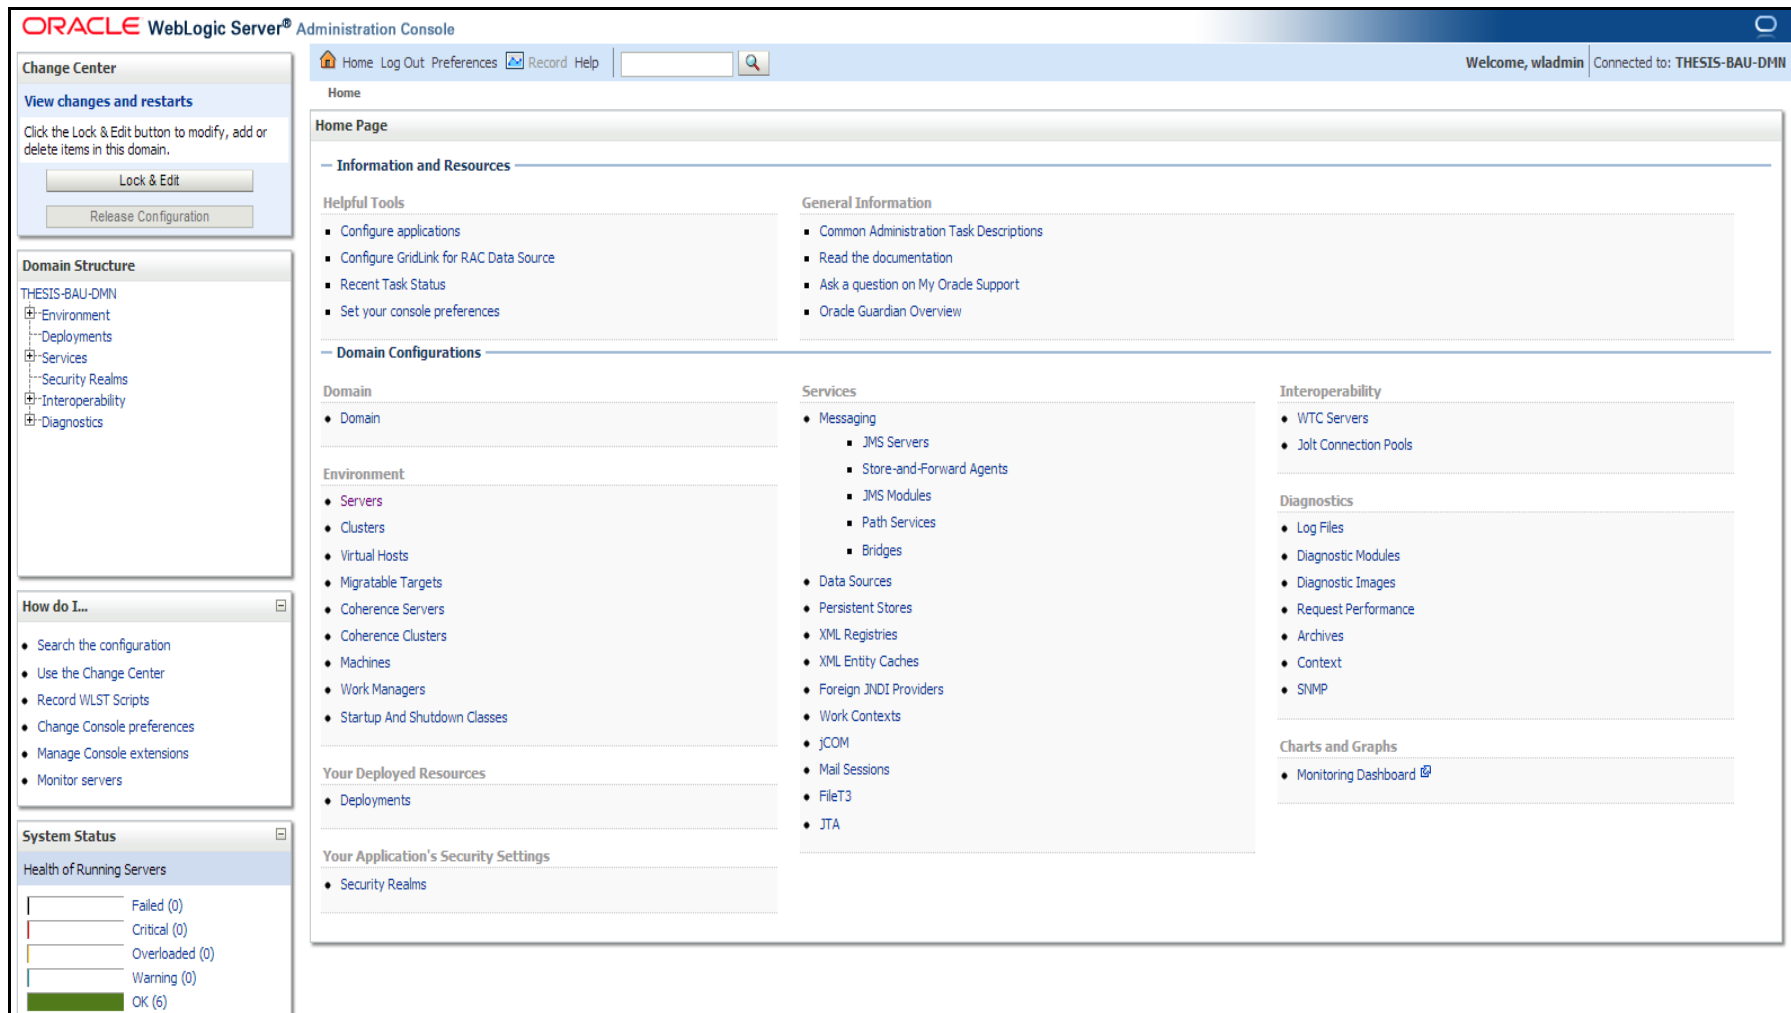 ORACLE WebLogic Server® Administration Console
Change Center
View changes and restarts
Click the Lock & Edit button to modify, add or
delete items in this domain.
Lock & Edit
Release Configuration
Domain Structure
THESIS-BAU-DMN
Environment
Deployments
Services
Security Realms
Interoperability
Diagnostics
How do I...
Search the configuration
Use the Change Center
Record WLST Scripts
Change Console preferences
Manage Console extensions
Monitor servers
System Status
Health of Running Servers
Failed (0)
Critical (0)
Overloaded (0)
Warning (0)
OK (6)
Home Log Out Preferences Record Help
Welcome, wladmin Connected to: THESIS-BAU-DMN
Home
Home Page
Information and Resources
Helpful Tools
Configure applications
Configure GridLink for RAC Data Source
Recent Task Status
Set your console preferences
General Information
Common Administration Task Descriptions
Read the documentation
Ask a question on My Oracle Support
Oracle Guardian Overview
Domain Configurations
Domain
Domain
Environment
Servers
Clusters
Virtual Hosts
Migratable Targets
Coherence Servers
Coherence Clusters
Machines
Work Managers
Startup And Shutdown Classes
Your Deployed Resources
Deployments
Your Application's Security Settings
Security Realms
Services
Messaging
JMS Servers
Store-and-Forward Agents
JMS Modules
Path Services
Bridges
Data Sources
Persistent Stores
XML Registries
XML Entity Caches
Foreign JNDI Providers
Work Contexts
jCOM
Mail Sessions
FileT3
JTA
Interoperability
WTC Servers
Jolt Connection Pools
Diagnostics
Log Files
Diagnostic Modules
Diagnostic Images
Request Performance
Archives
Context
SNMP
Charts and Graphs
Monitoring Dashboard